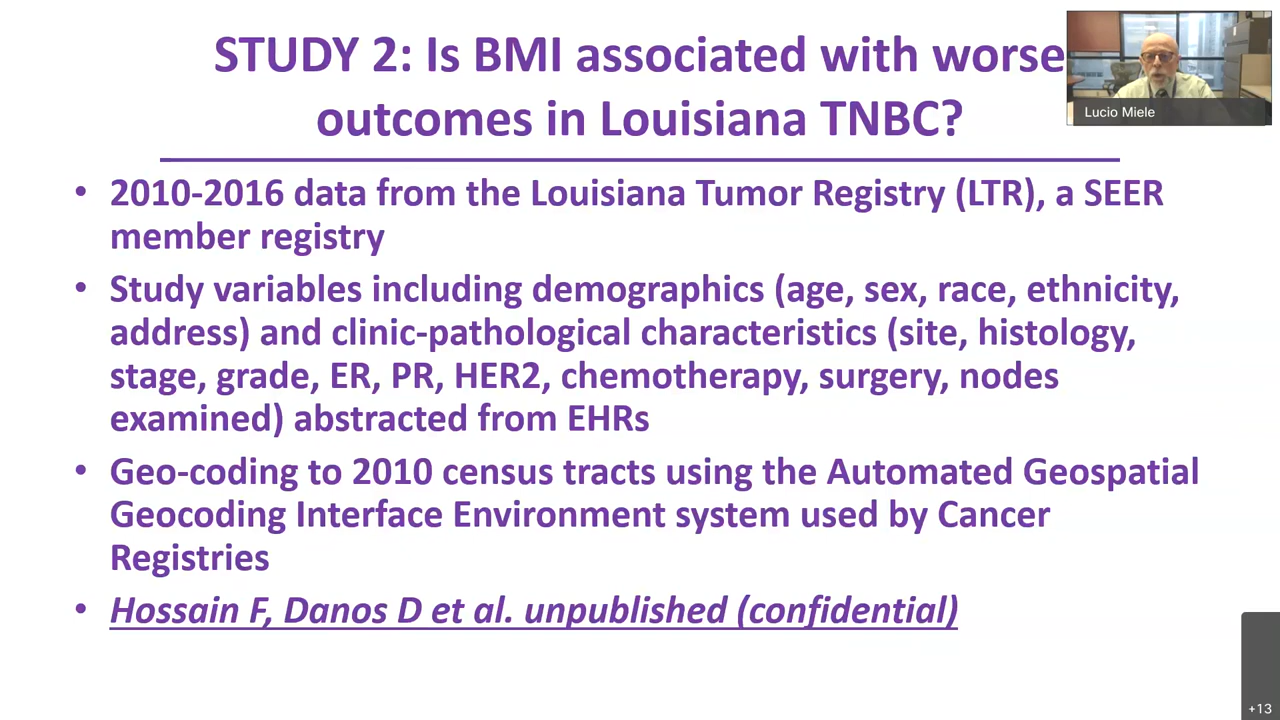 STUDY 2: Is BMI associated with worse
outcomes in Louisiana TNBC?
Lucio Miele
• 2010-2016 data from the Louisiana Tumor Registry (LTR), a SEER
member registry
• Study variables including demographics (age, sex, race, ethnicity,
address) and clinic-pathological characteristics (site, histology,
stage, grade, ER, PR, HER2, chemotherapy, surgery, nodes
examined) abstracted from EHRs
• Geo-coding to 2010 census tracts using the Automated Geospatial
Geocoding Interface Environment system used by Cancer
Registries
• Hossain F, Danos D et al. unpublished (confidential)
+13